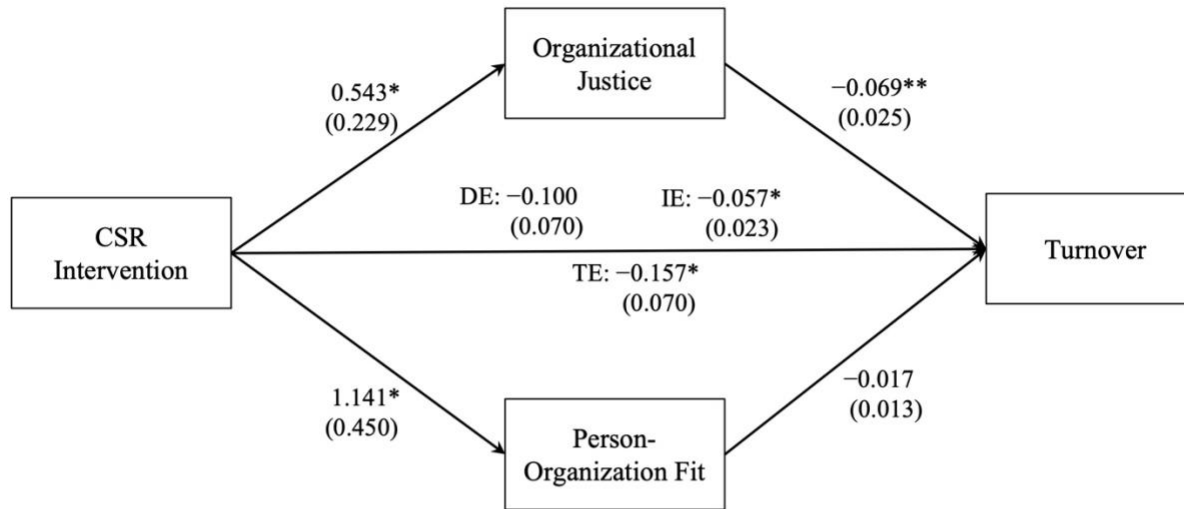 Organizational
Justice
0.543*
(0.229)
−0.069**
(0.025)
DE: −0.100
(0.070)
IE: −0.057*
(0.023)
CSR
Intervention
Turnover
TE: −0.157*
(0.070)
1.141*
(0.450)
−0.017
(0.013)
Person-
Organization Fit